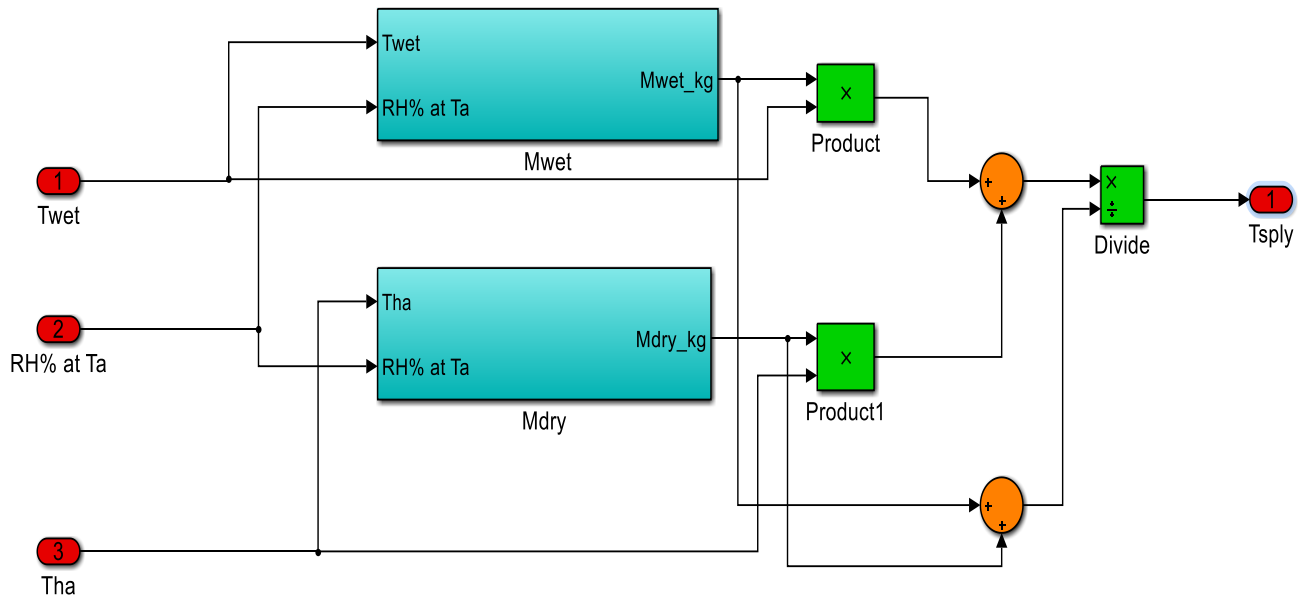 Twet
RH% at Ta
Mwet_kg
Mwet
×
Product
1
Twet
+
+
×
÷
Divide
1
Tsply
Tha
RH% at Ta
Mdry_kg
Mdry
×
Product1
2
RH% at Ta
+
+
3
Tha